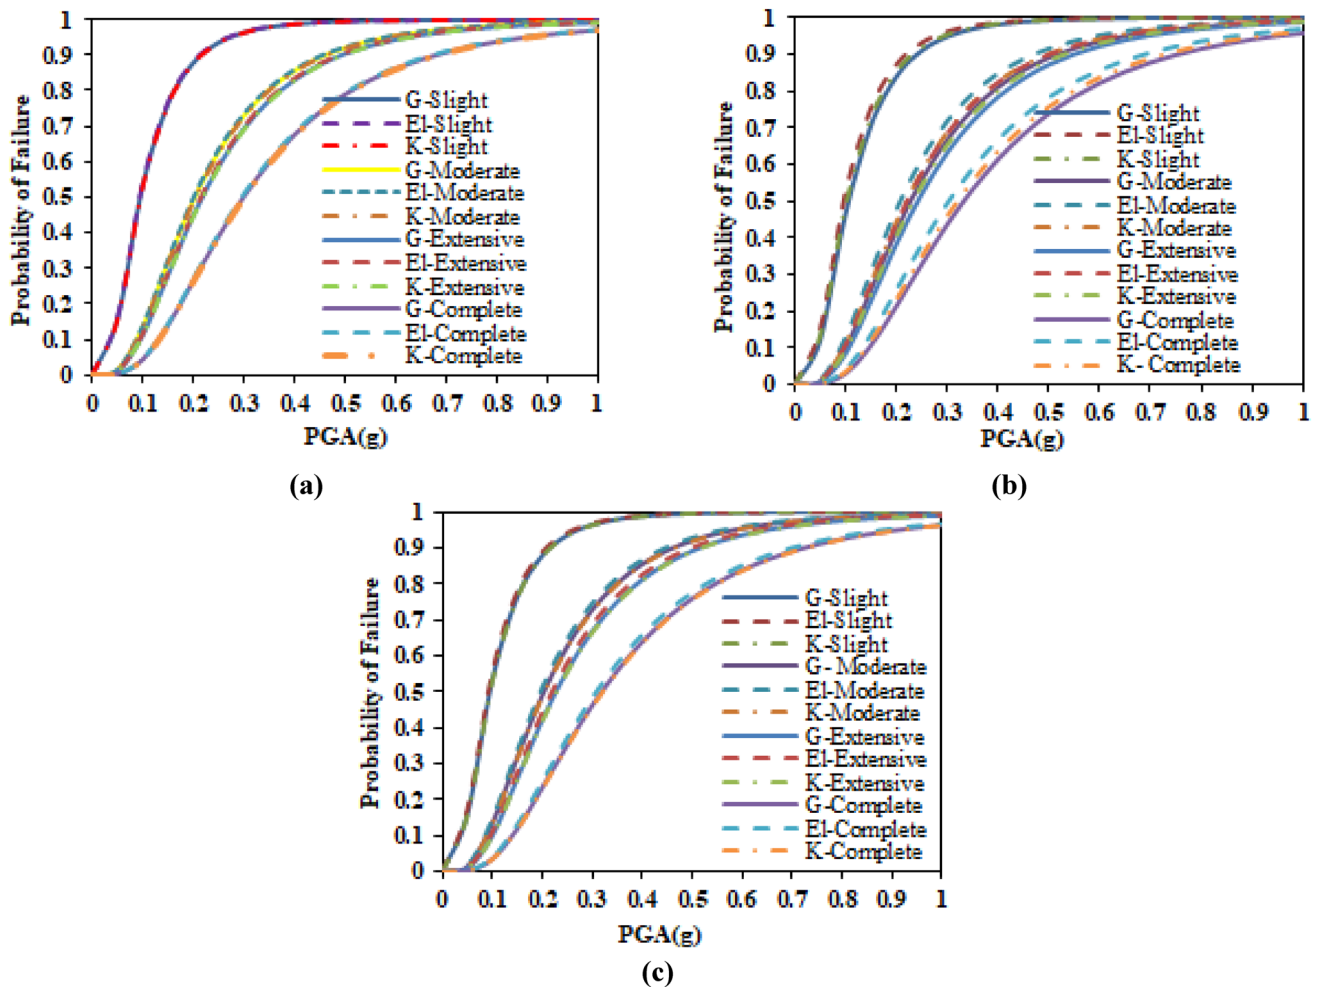 1
0.9
0.8
0.7
0.6
0.5
0.4
0.3
0.2
0.1
0
Probability of Failure
G-Slight
El-Slight
K-Slight
G-Moderate
El-Moderate
K-Moderate
G-Extensive
El-Extensive
K-Extensive
G-Complete
El-Complete
K-Complete
0 0.1 0.2 0.3 0.4 0.5 0.6 0.7 0.8 0.9 1
PGA(g)
(a)
1
0.9
0.8
0.7
0.6
0.5
0.4
0.3
0.2
0.1
0
Probability of Failure
G-Slight
El-Slight
K-Slight
G-Moderate
El-Moderate
K-Moderate
G-Extensive
El-Extensive
K-Extensive
G-Complete
El-Complete
K- Complete
0 0.1 0.2 0.3 0.4 0.5 0.6 0.7 0.8 0.9 1
PGA(g)
(b)
1
0.9
0.8
0.7
0.6
0.5
0.4
0.3
0.2
0.1
0
Probability of Failure
G-Slight
El-Slight
K-Slight
G- Moderate
El-Moderate
K-Moderate
G-Extensive
El-Extensive
K-Extensive
G-Complete
El-Complete
K-Complete
0 0.1 0.2 0.3 0.4 0.5 0.6 0.7 0.8 0.9 1
PGA(g)
(c)